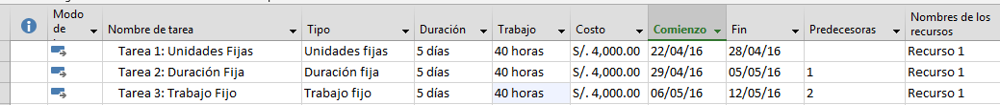 Modo de Nombre de tarea Tipo Duración Trabajo Costo Comienzo Fin Predecesoras Nombres de los recursos
Tarea 1: Unidades Fijas Unidades fijas 5 días 40 horas S/. 4,000.00 22/04/16 28/04/16 Recurso 1
Tarea 2: Duración Fija Duración fija 5 días 40 horas S/. 4,000.00 29/04/16 05/05/16 1 Recurso 1
Tarea 3: Trabajo Fijo Trabajo fijo 5 días 40 horas S/. 4,000.00 06/05/16 12/05/16 2 Recurso 1